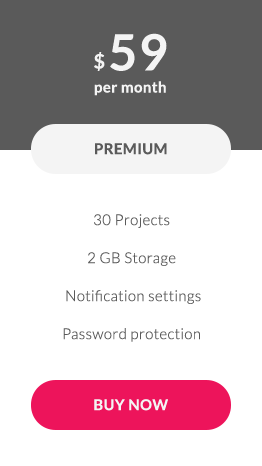 $59
per month
PREMIUM
30 Projects
2 GB Storage
Notification settings
Password protection
BUY NOW